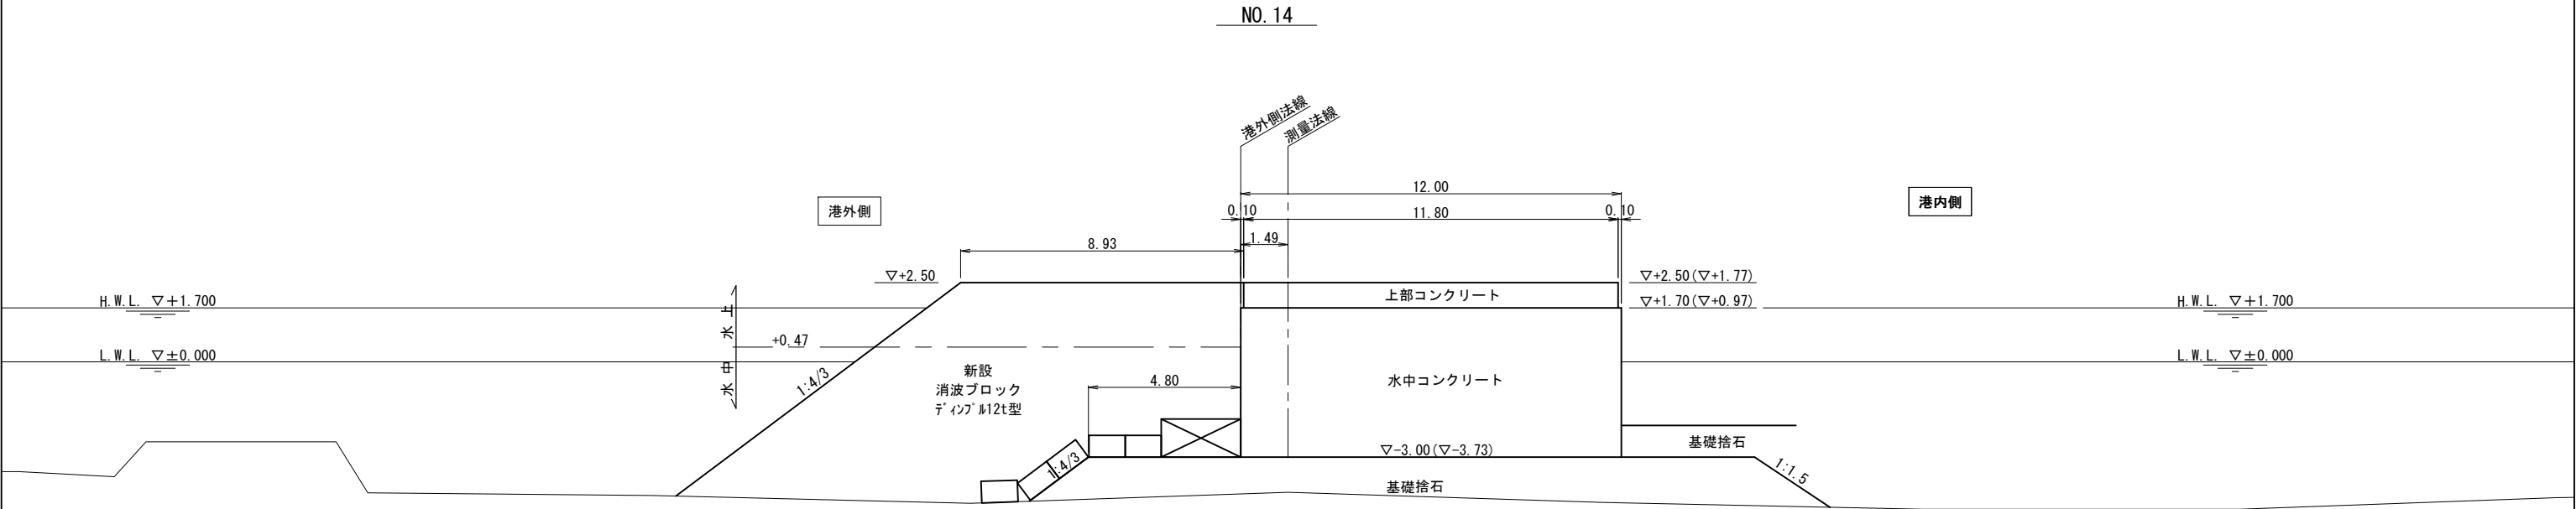 NO.14
港外側法線
測量法線
港外側
港内側
12.00
0.10
11.80
0.10
1.49
8.93
▽+2.50
▽+2.50(▽+1.77)
上部コンクリート
▽+1.70(▽+0.97)
H.W.L. ▽+1.700
H.W.L. ▽+1.700
水上
+0.47
水中
L.W.L. ▽±0.000
L.W.L. ▽±0.000
1:4/3
新設
消波ブロック
ディンプル12t型
4.80
水中コンクリート
1:4/3
▽-3.00(▽-3.73)
基礎捨石
1:1.5
基礎捨石